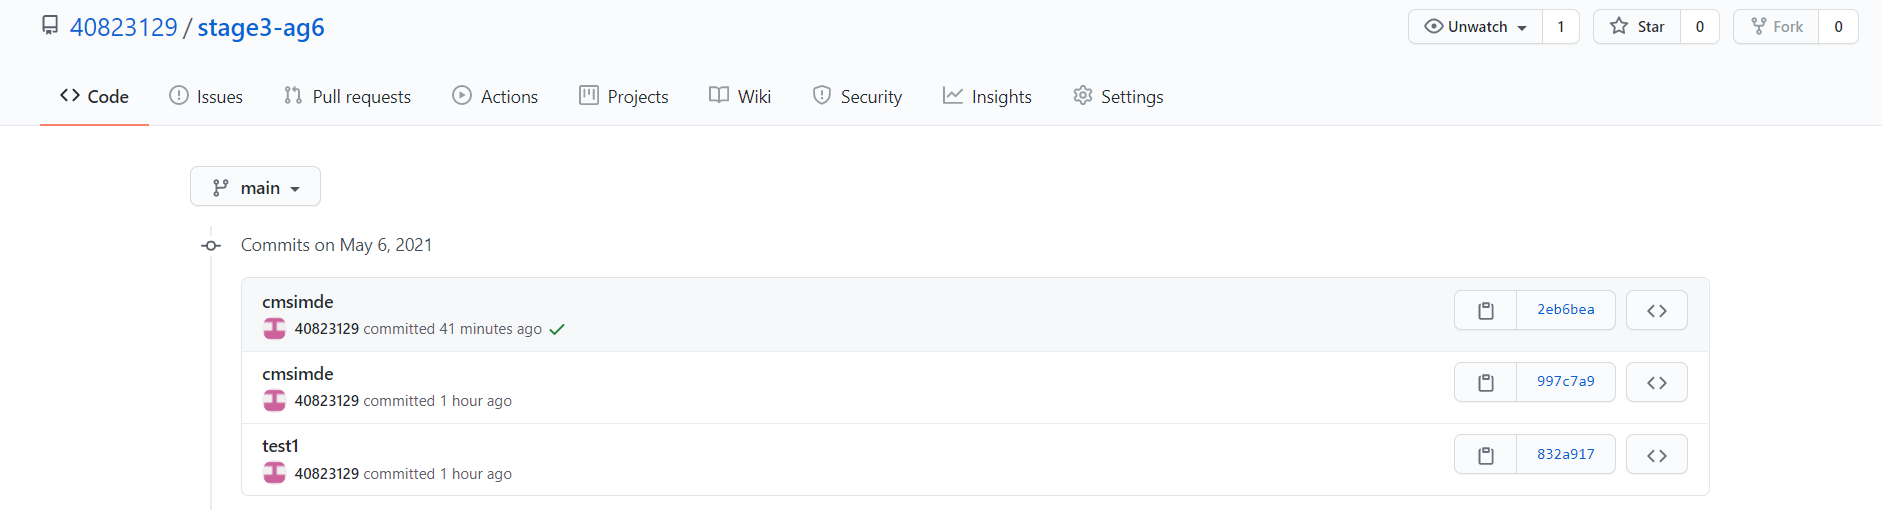 40823129 / stage3-ag6
Unwatch 1 Star 0 Fork 0
Code Issues Pull requests Actions Projects Wiki Security Insights Settings
main
Commits on May 6, 2021
cmsimde
40823129 committed 41 minutes ago
2eb6bea
cmsimde
40823129 committed 1 hour ago
997c7a9
test1
40823129 committed 1 hour ago
832a917